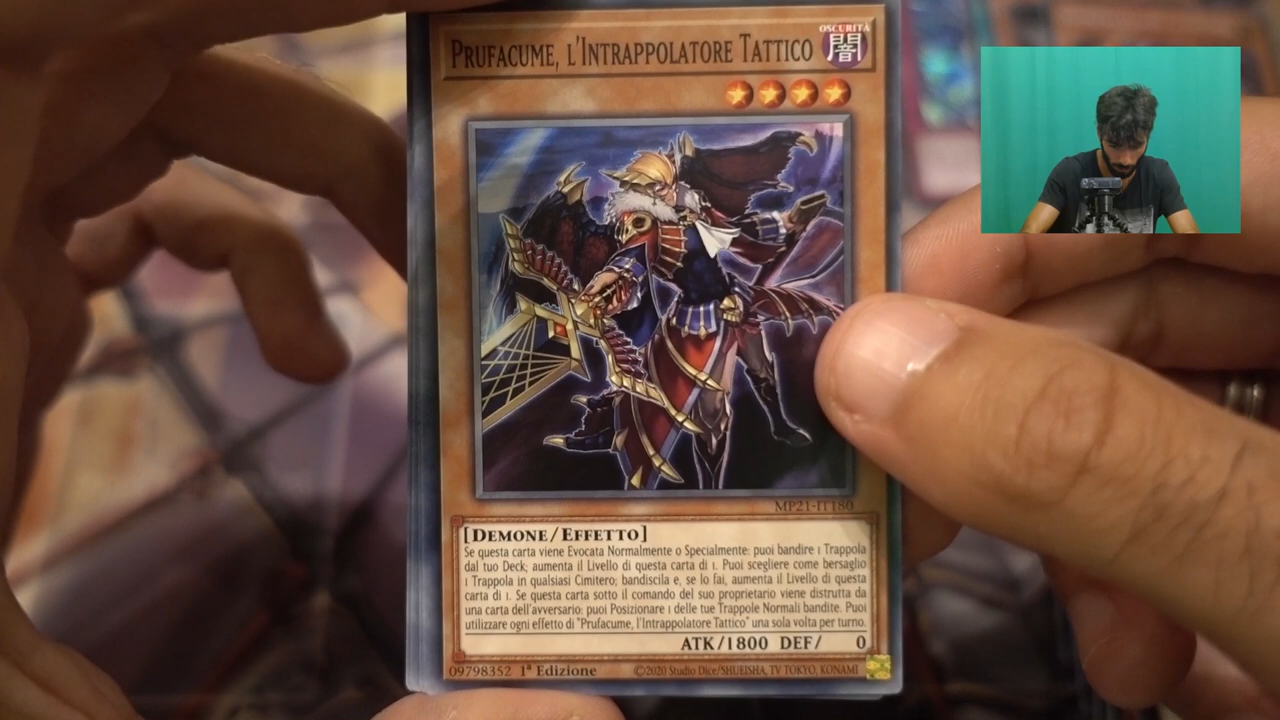 PRUFACUME, L'INTRAPPOLATORE TATTICO
OSCURITÀ
闇
MP21-IT180
[DEMONE/EFFETTO]
Se questa carta viene Evocata Normalmente o Specialmente: puoi bandire 1 Trappola
dal tuo Deck; aumenta il Livello di questa carta di 1. Puoi scegliere come bersaglio
1 Trappola in qualsiasi Cimitero; bandiscila e, se lo fai, aumenta il Livello di questa
carta di 1. Se questa carta sotto il comando del suo proprietario viene distrutta da
una carta dell'avversario: puoi Posizionare 1 delle tue Trappole Normali bandite. Puoi
utilizzare ogni effetto di "Prufacume, l'Intrappolatore Tattico" una sola volta per turno.
ATK/1800 DEF/ 0
09798352 1ª Edizione ©2020 Studio Dice/SHUEISHA, TV TOKYO, KONAMI